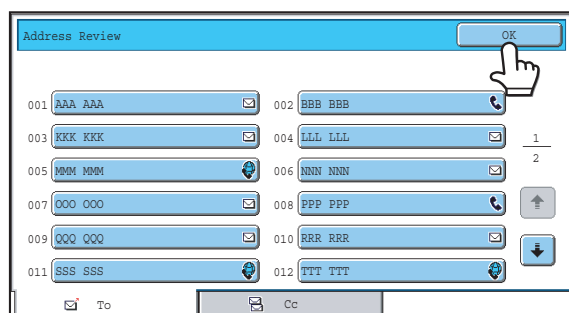 Address Review OK
001 AAA AAA 002 BBB BBB
003 KKK KKK 004 LLL LLL
1
005 MMM MMM 006 NNN NNN
2
007 OOO OOO 008 PPP PPP
009 QQQ QQQ 010 RRR RRR
011 SSS SSS 012 TTT TTT
To Cc